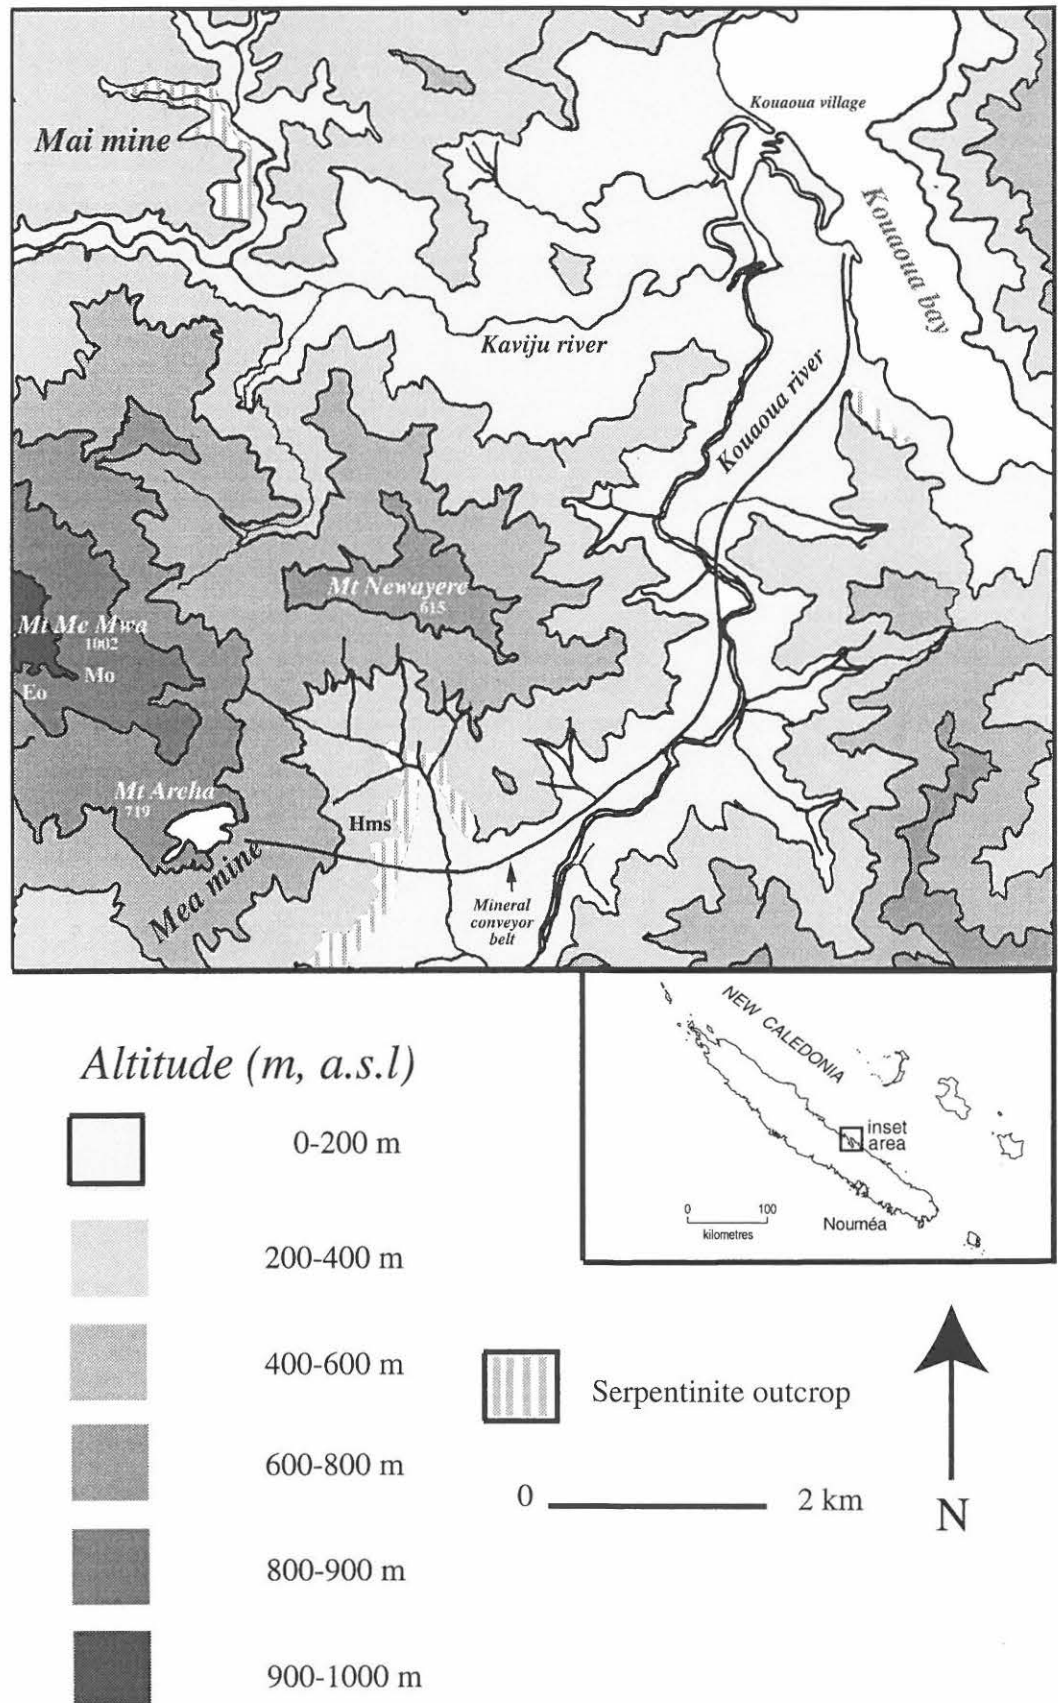 Kouaoua village
Mai mine
Kouaoua bay
Kaviju river
Kouaoua river
Mt Newayere
615
Mt Me Mwa
1002
Mo
Eo
Mt Archa
719
Hms
Mea mine
Mineral
conveyor
belt
NEW CALEDONIA
inset
area
0 100
kilometres
Nouméa
Altitude (m, a.s.l)
0-200 m
200-400 m
400-600 m
600-800 m
800-900 m
900-1000 m
Serpentinite outcrop
0 2 km
N